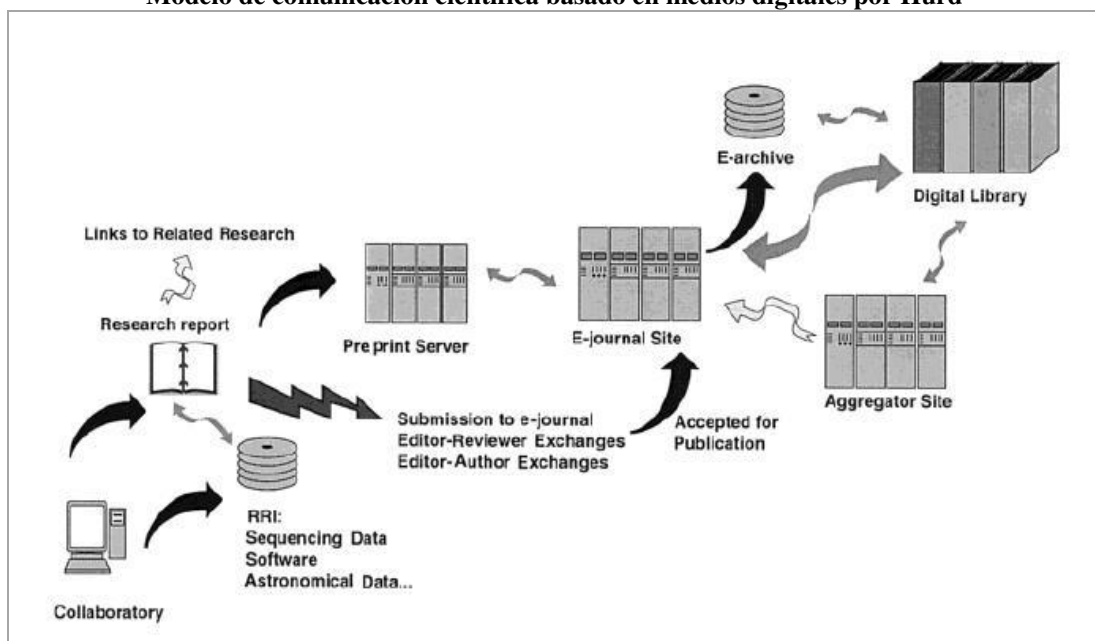 Modelo de comunicación científica basado en medios digitales por Hurd
E-archive
Digital Library
Links to Related Research
Research report
Preprint Server
E-journal Site
Aggregator Site
Submission to e-journal
Editor-Reviewer Exchanges
Editor-Author Exchanges
Accepted for
Publication
RRI:
Sequencing Data
Software
Astronomical Data...
Collaboratory